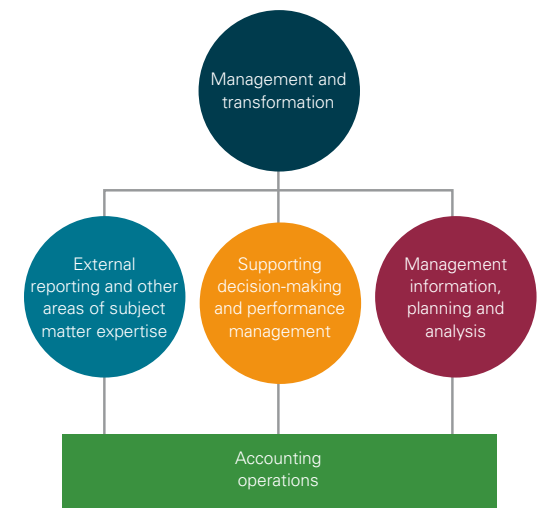 Management and
transformation
External
reporting and other
areas of subject
matter expertise
Supporting
decision-making
and performance
management
Management
information,
planning and
analysis
Accounting
operations